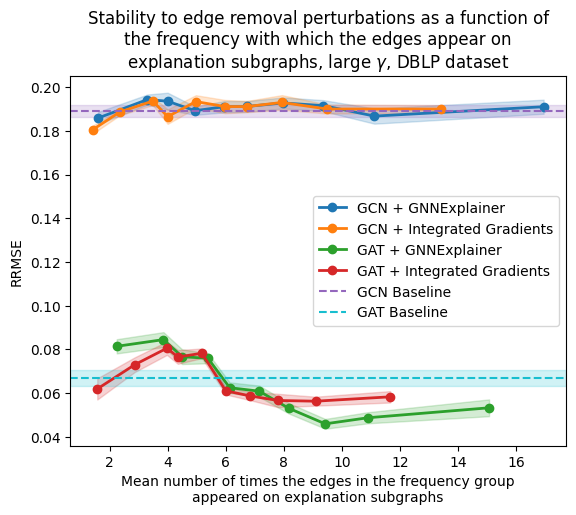 Stability to edge removal perturbations as a function of
the frequency with which the edges appear on
explanation subgraphs, large γ, DBLP dataset
0.20
0.18
0.16
0.14
0.12
0.10
0.08
0.06
0.04
RRMSE
GCN + GNNExplainer
GCN + Integrated Gradients
GAT + GNNExplainer
GAT + Integrated Gradients
GCN Baseline
GAT Baseline
2 4 6 8 10 12 14 16
Mean number of times the edges in the frequency group
appeared on explanation subgraphs